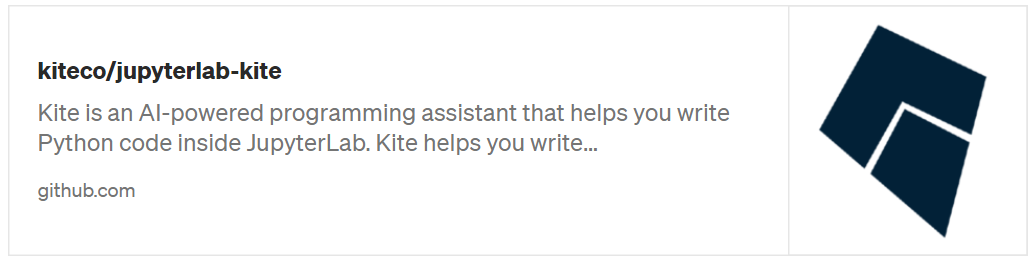 kiteco/jupyterlab-kite
Kite is an AI-powered programming assistant that helps you write
Python code inside JupyterLab. Kite helps you write...
github.com